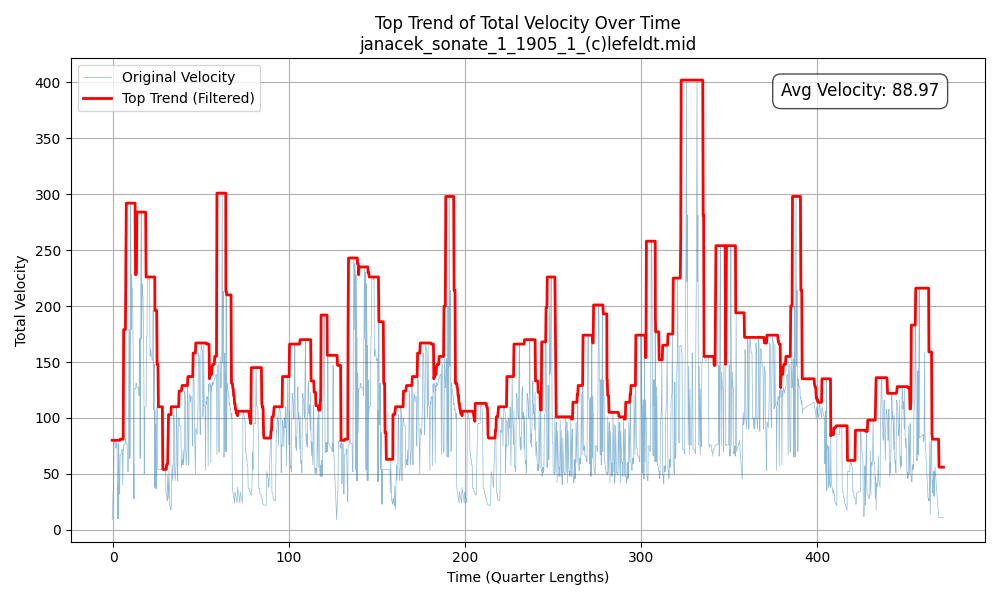 Top Trend of Total Velocity Over Time
janacek_sonate_1_1905_1_(c)lefeldt.mid
Original Velocity
Top Trend (Filtered)
Avg Velocity: 88.97
Total Velocity
400
350
300
250
200
150
100
50
0
0 100 200 300 400
Time (Quarter Lengths)